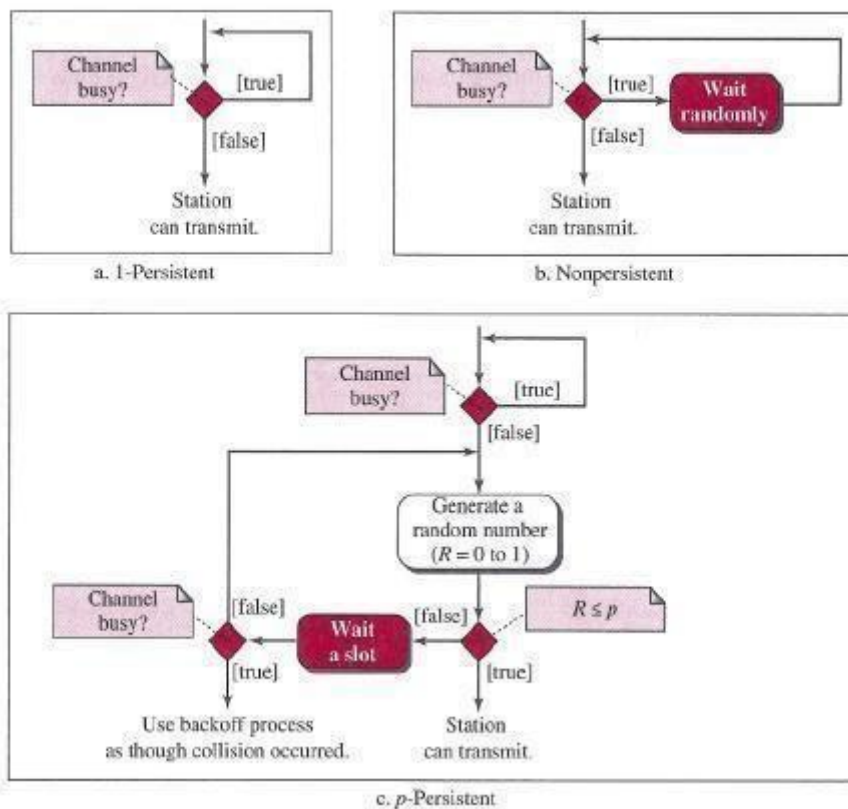 Channel
busy?
[true]
[false]
Station
can transmit.
a. 1-Persistent
Channel
busy?
[true]
Wait
randomly
[false]
Station
can transmit.
b. Nonpersistent
Channel
busy?
[true]
[false]
Generate a
random number
(R = 0 to 1)
Channel
busy?
[false]
Wait
a slot
[false]
R ≤ p
[true]
[true]
Use backoff process
as though collision occurred.
Station
can transmit.
c. p-Persistent